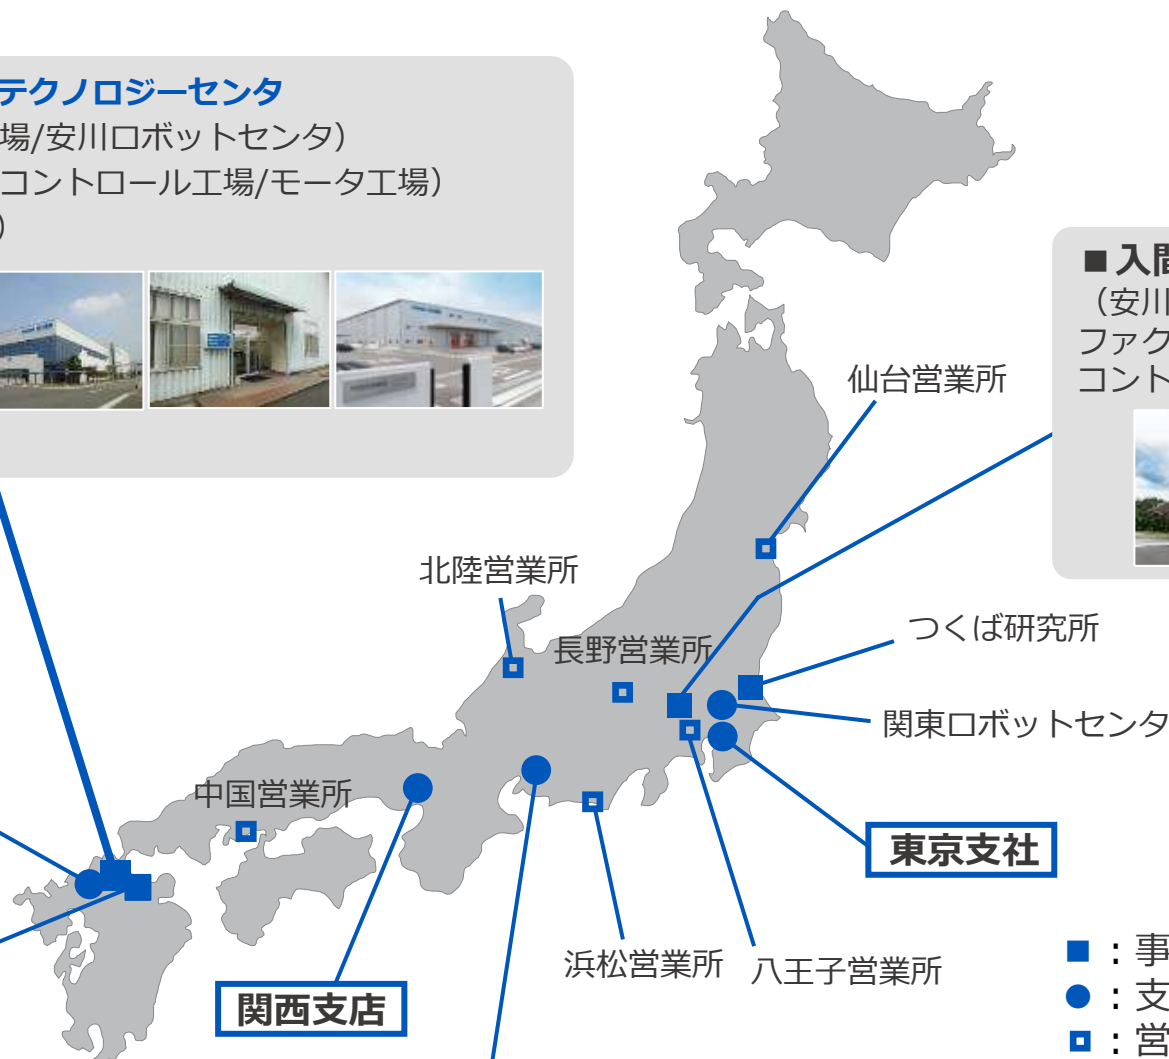 テクノロジーセンタ
場/安川ロボットセンタ）
コントロール工場/モータ工場）
）
■ 入間
（安川
ファク
コント
仙台営業所
北陸営業所
長野営業所
つくば研究所
関東ロボットセンタ
中国営業所
東京支社
浜松営業所
八王子営業所
関西支店
■：事
●：支
：営